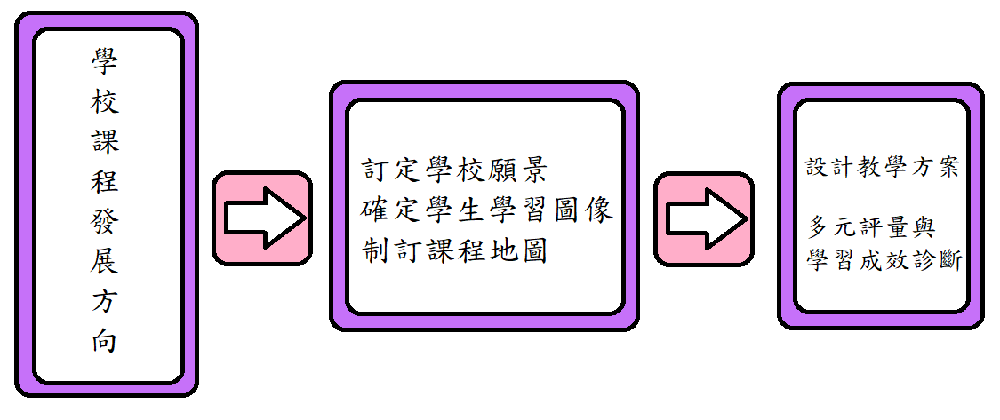 學校課程發展方向
訂定學校願景
確定學生學習圖像
制訂課程地圖
設計教學方案
多元評量與
學習成效診斷